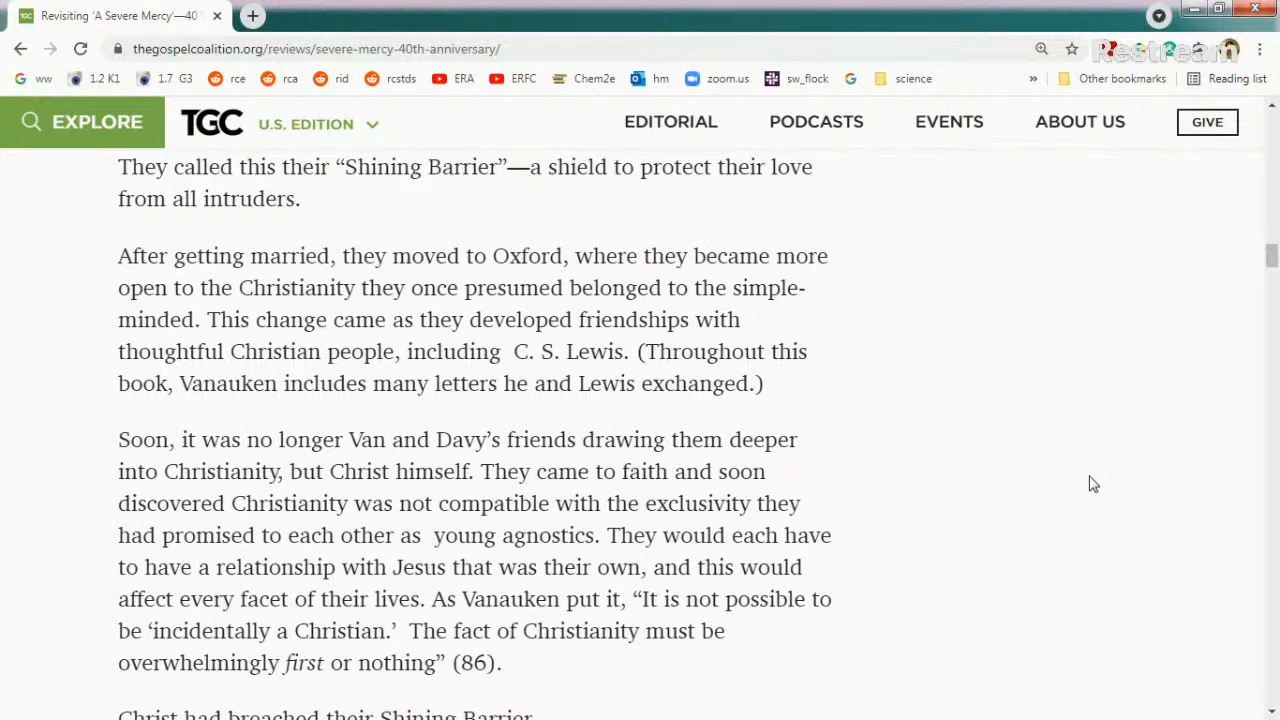 Revisiting 'A Severe Mercy'—40
thegospelcoalition.org/reviews/severe-mercy-40th-anniversary/
Restream
ww 1.2 K1 1.7 G3 rce rca rid rcstds ERA ERFC Chem2e hm zoom.us sw_flock science » Other bookmarks Reading list
EXPLORE TGC U.S. EDITION EDITORIAL PODCASTS EVENTS ABOUT US GIVE
They called this their “Shining Barrier”—a shield to protect their love
from all intruders.
After getting married, they moved to Oxford, where they became more
open to the Christianity they once presumed belonged to the simple-
minded. This change came as they developed friendships with
thoughtful Christian people, including C. S. Lewis. (Throughout this
book, Vanauken includes many letters he and Lewis exchanged.)
Soon, it was no longer Van and Davy’s friends drawing them deeper
into Christianity, but Christ himself. They came to faith and soon
discovered Christianity was not compatible with the exclusivity they
had promised to each other as young agnostics. They would each have
to have a relationship with Jesus that was their own, and this would
affect every facet of their lives. As Vanauken put it, “It is not possible to
be ‘incidentally a Christian.’ The fact of Christianity must be
overwhelmingly first or nothing” (86).
Christ had breached their Shining Barrier.